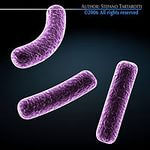 Author: Stefano Tartarotti
©2006 All rights reserved